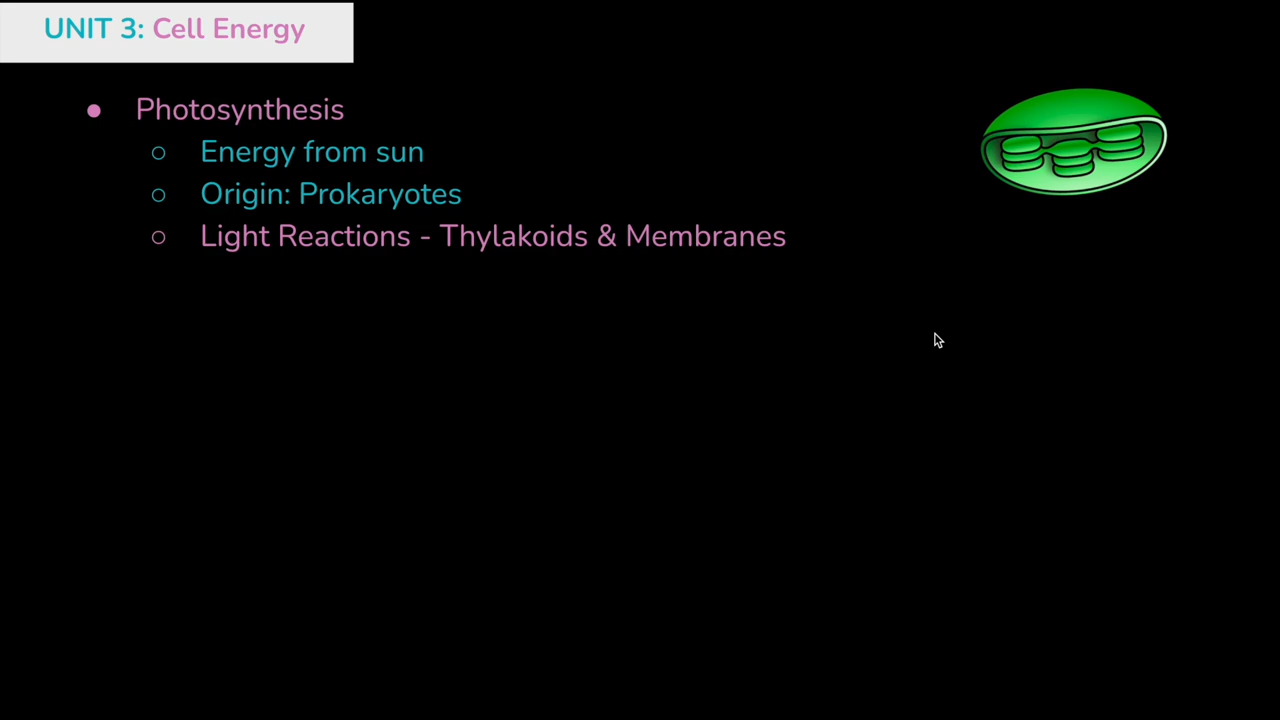 UNIT 3: Cell Energy
● Photosynthesis
○ Energy from sun
○ Origin: Prokaryotes
○ Light Reactions - Thylakoids & Membranes